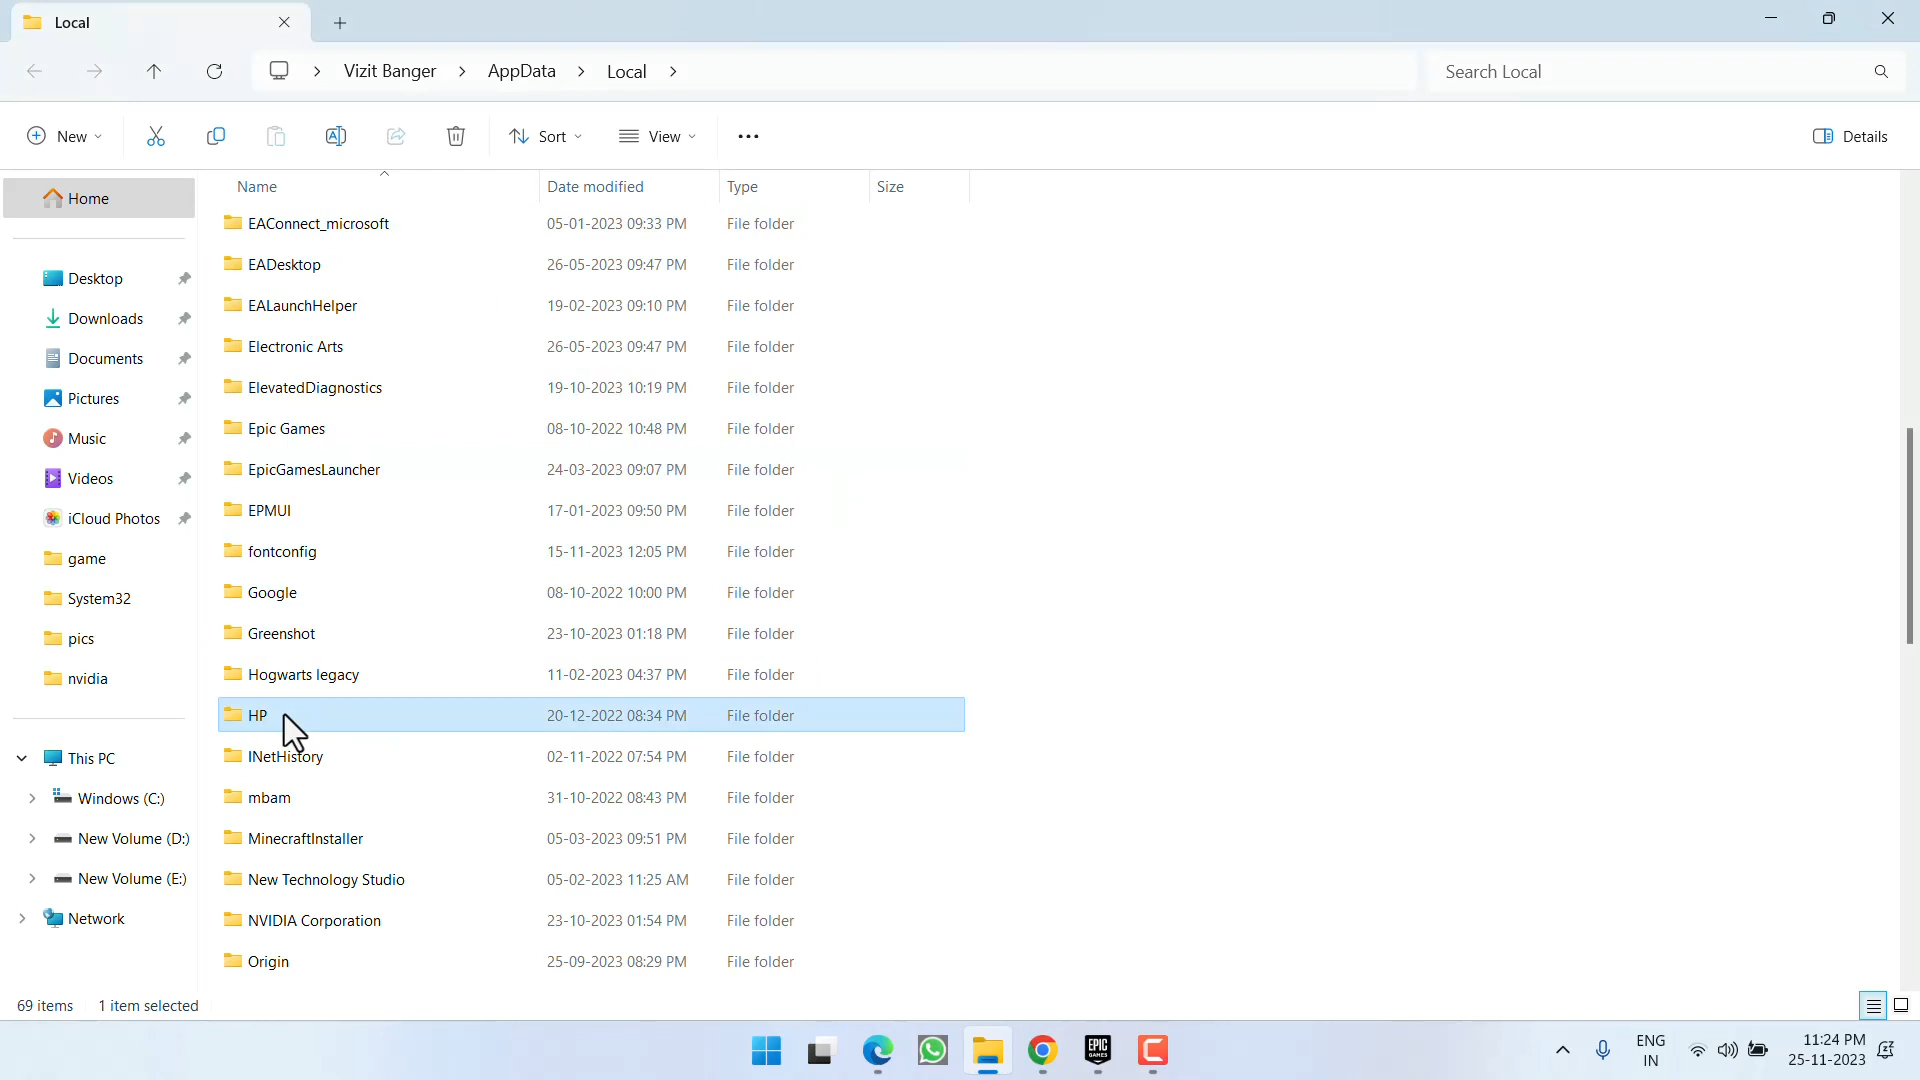 Local
Vizit Banger > AppData > Local >
Search Local
New
Sort
View
Details
Name Date modified Type Size
Home
Desktop
Downloads
Documents
Pictures
Music
Videos
iCloud Photos
game
System32
pics
nvidia
This PC
Windows (C:)
New Volume (D:)
New Volume (E:)
Network
EAConnect_microsoft 05-01-2023 09:33 PM File folder
EADesktop 26-05-2023 09:47 PM File folder
EALaunchHelper 19-02-2023 09:10 PM File folder
Electronic Arts 26-05-2023 09:47 PM File folder
ElevatedDiagnostics 19-10-2023 10:19 PM File folder
Epic Games 08-10-2022 10:48 PM File folder
EpicGamesLauncher 24-03-2023 09:07 PM File folder
EPMUI 17-01-2023 09:50 PM File folder
fontconfig 15-11-2023 12:05 PM File folder
Google 08-10-2022 10:00 PM File folder
Greenshot 23-10-2023 01:18 PM File folder
Hogwarts legacy 11-02-2023 04:37 PM File folder
HP 20-12-2022 08:34 PM File folder
INetHistory 02-11-2022 07:54 PM File folder
mbam 31-10-2022 08:43 PM File folder
MinecraftInstaller 05-03-2023 09:51 PM File folder
New Technology Studio 05-02-2023 11:25 AM File folder
NVIDIA Corporation 23-10-2023 01:54 PM File folder
Origin 25-09-2023 08:29 PM File folder
69 items 1 item selected
EPIC
GAMES
ENG
IN
11:24 PM
25-11-2023